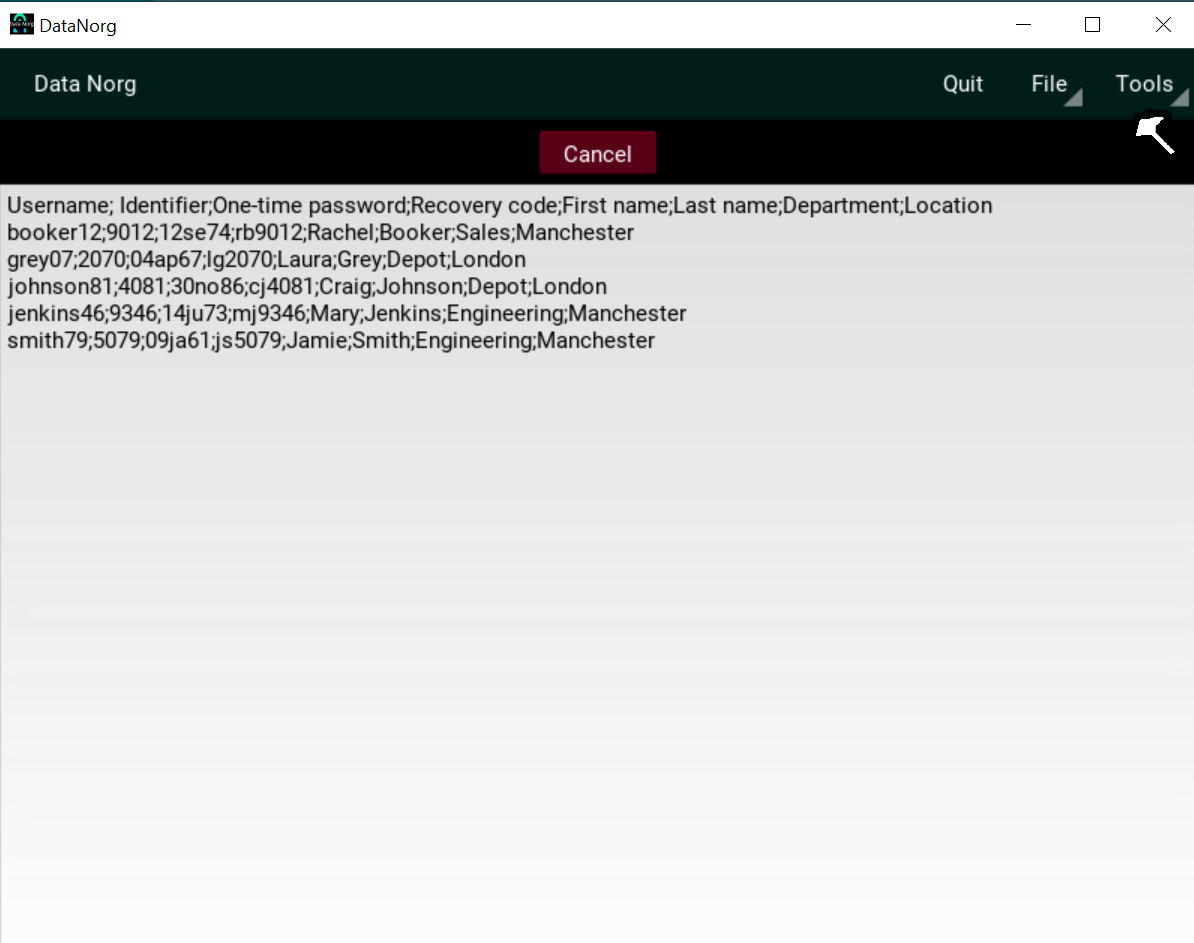 DataNorg
Data Norg Quit File Tools
Cancel
Username; Identifier;One-time password;Recovery code;First name;Last name;Department;Location
booker12;9012;12se74;rb9012;Rachel;Booker;Sales;Manchester
grey07;2070;04ap67;lg2070;Laura;Grey;Depot;London
johnson81;4081;30no86;cj4081;Craig;Johnson;Depot;London
jenkins46;9346;14ju73;mj9346;Mary;Jenkins;Engineering;Manchester
smith79;5079;09ja61;js5079;Jamie;Smith;Engineering;Manchester